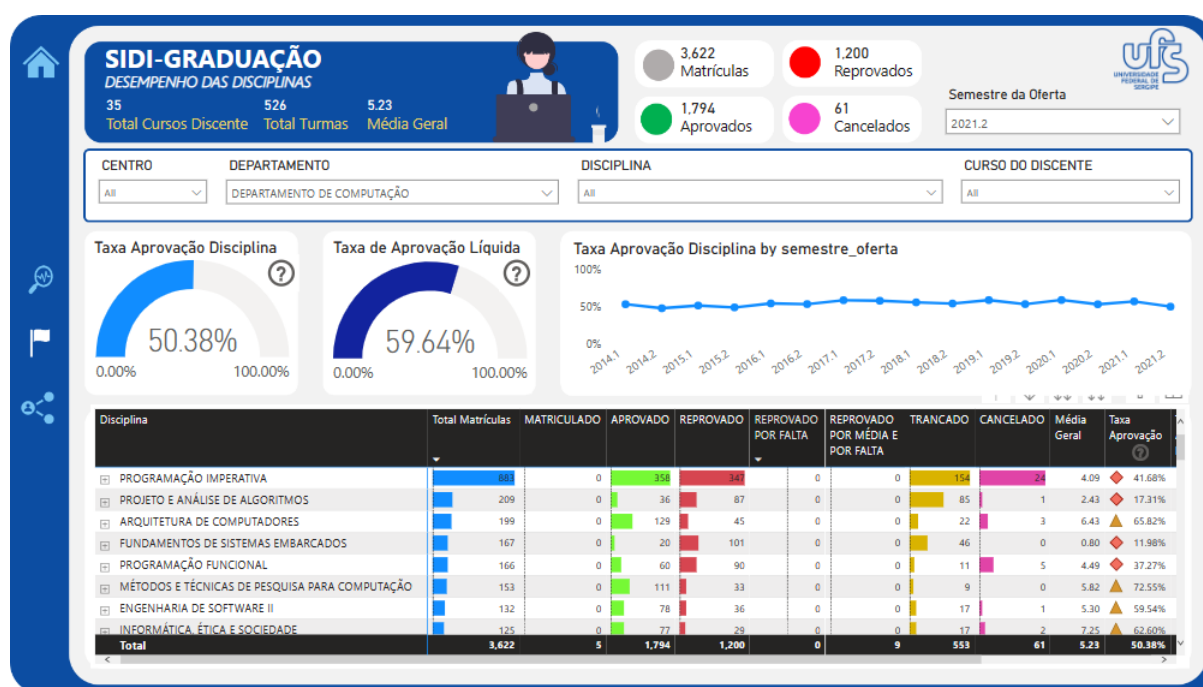 SIDI-GRADUAÇÃO
DESEMPENHO DAS DISCIPLINAS
35 526 5.23
Total Cursos Discente Total Turmas Média Geral
3,622
Matrículas
1,200
Reprovados
1,794
Aprovados
61
Cancelados
UFS
UNIVERSIDADE
FEDERAL DE
SERGIPE
Semestre da Oferta
2021.2
CENTRO DEPARTAMENTO DISCIPLINA CURSO DO DISCENTE
All DEPARTAMENTO DE COMPUTAÇÃO All All
Taxa Aprovação Disciplina
?
50.38%
0.00% 100.00%
Taxa de Aprovação Líquida
?
59.64%
0.00% 100.00%
Taxa Aprovação Disciplina by semestre_oferta
100%
50%
0%
2014.1 2014.2 2015.1 2015.2 2016.1 2016.2 2017.1 2017.2 2018.1 2018.2 2019.1 2019.2 2020.1 2020.2 2021.1 2021.2
Disciplina Total Matrículas MATRICULADO APROVADO REPROVADO REPROVADO REPROVADO TRANCADO CANCELADO Média Taxa
POR FALTA POR MÉDIA E Geral Aprovação
POR FALTA ?
PROGRAMAÇÃO IMPERATIVA 883 0 358 347 0 0 154 24 4.09 41.68%
PROJETO E ANÁLISE DE ALGORITMOS 209 0 36 87 0 0 85 1 2.43 17.31%
ARQUITETURA DE COMPUTADORES 199 0 129 45 0 0 22 3 6.43 65.82%
FUNDAMENTOS DE SISTEMAS EMBARCADOS 167 0 20 101 0 0 46 0 0.80 11.98%
PROGRAMAÇÃO FUNCIONAL 166 0 60 90 0 0 11 5 4.49 37.27%
MÉTODOS E TÉCNICAS DE PESQUISA PARA COMPUTAÇÃO 153 0 111 33 0 0 9 0 5.82 72.55%
ENGENHARIA DE SOFTWARE II 132 0 78 36 0 0 17 1 5.30 59.54%
INFORMÁTICA, ÉTICA E SOCIEDADE 125 0 77 29 0 0 17 2 7.25 62.60%
Total 3,622 5 1,794 1,200 0 9 553 61 5.23 50.38%